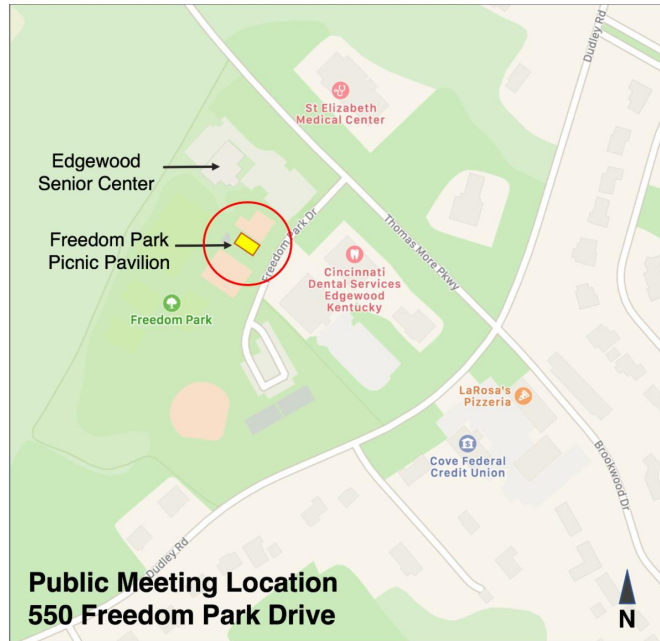 Dudley Rd
St Elizabeth
Medical Center
Edgewood
Senior Center
Freedom Park
Picnic Pavilion
Freedom Park Dr
Thomas More Pkwy
Cincinnati
Dental Services
Edgewood
Kentucky
Freedom Park
LaRosa's
Pizzeria
Cove Federal
Credit Union
Brookwood Dr
Dudley Rd
Public Meeting Location
550 Freedom Park Drive
N